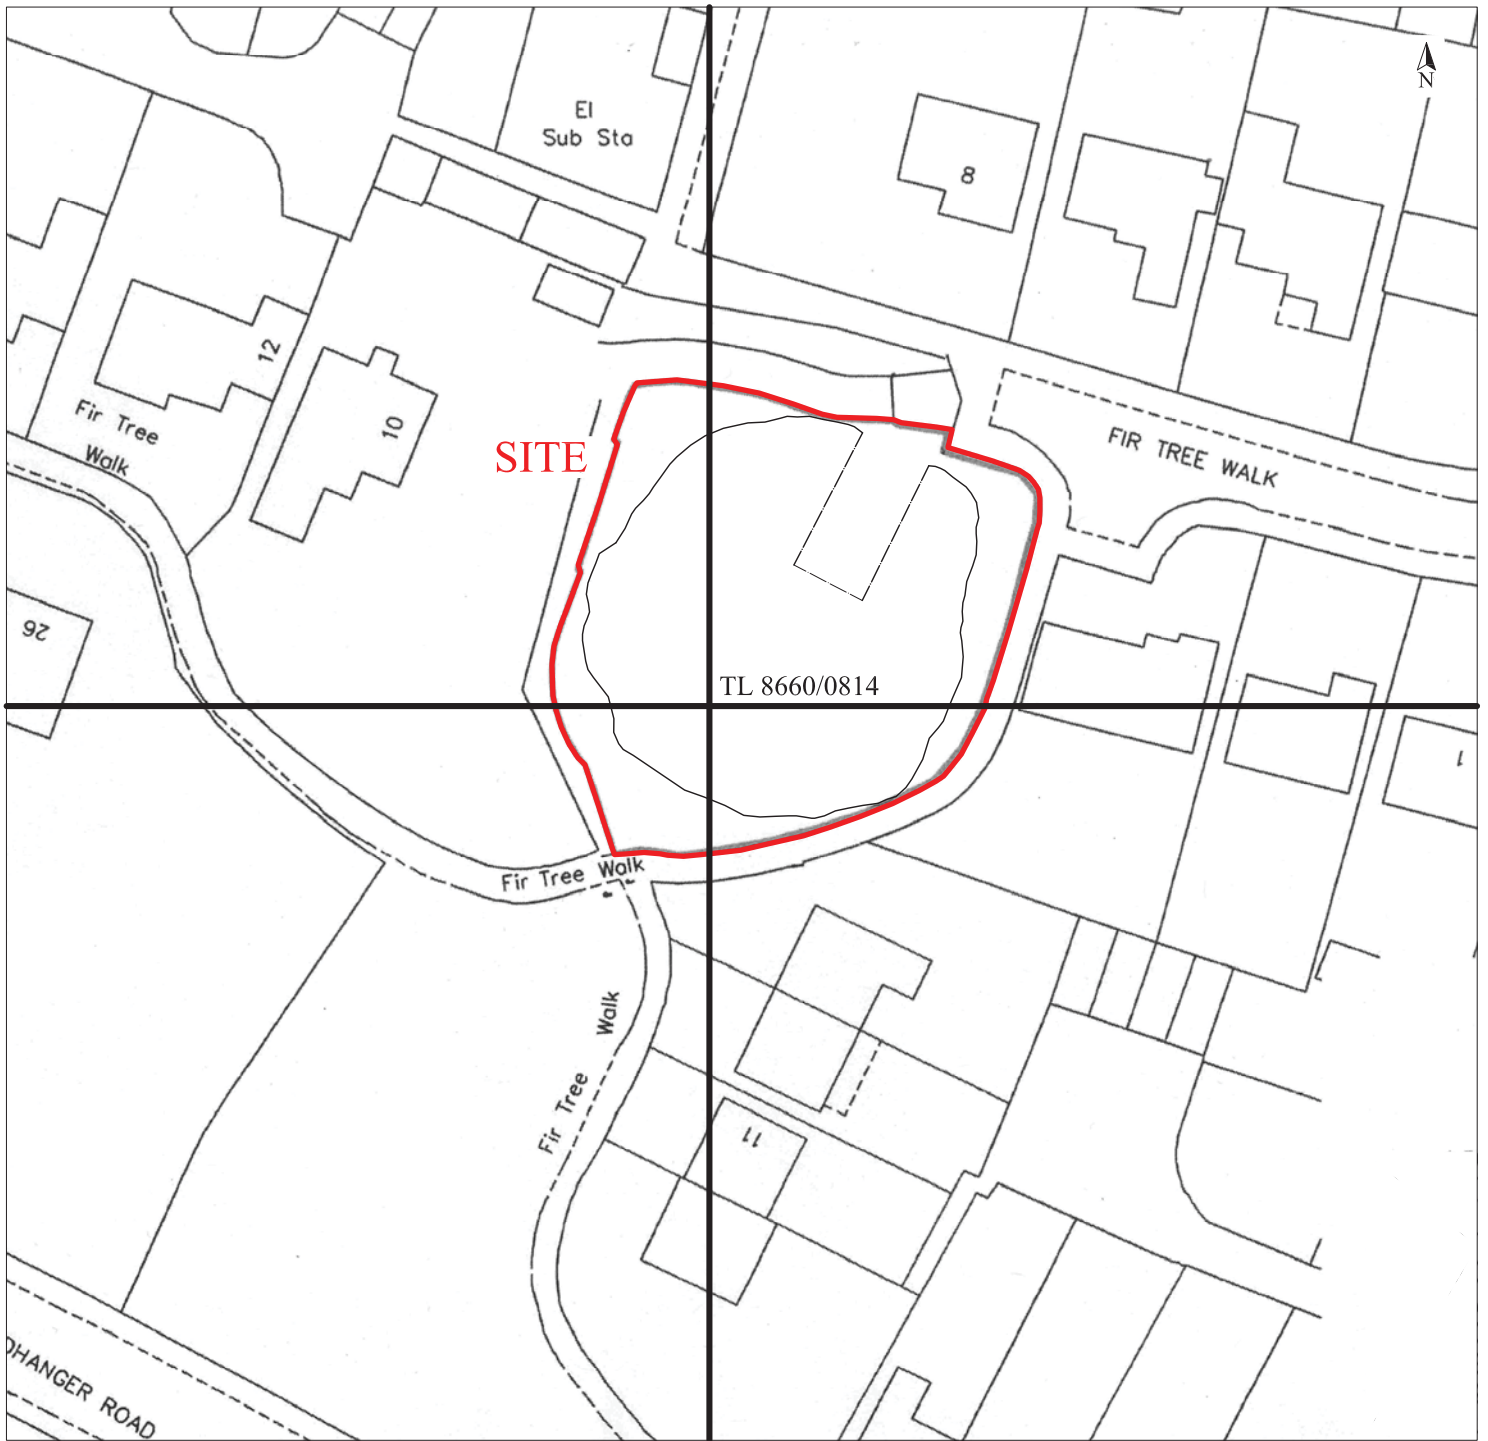 El
Sub Sta
N
8
12
10
Fir Tree
Walk
SITE
FIR TREE WALK
26
TL 8660/0814
1
Fir Tree Walk
Walk
Fir Tree
11
OHANGER ROAD